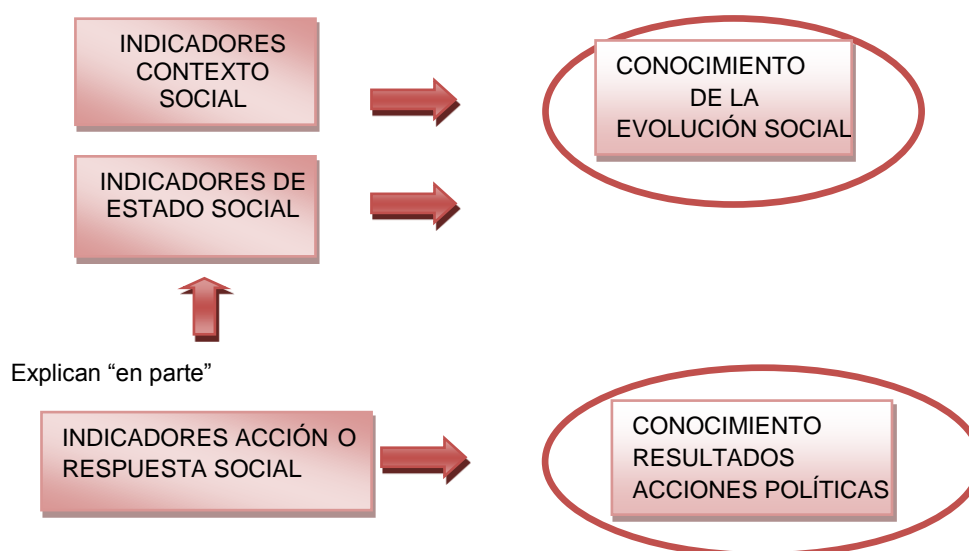 INDICADORES
CONTEXTO
SOCIAL
CONOCIMIENTO
DE LA
EVOLUCIÓN SOCIAL
INDICADORES DE
ESTADO SOCIAL
Explican “en parte”
INDICADORES ACCIÓN O
RESPUESTA SOCIAL
CONOCIMIENTO
RESULTADOS
ACCIONES POLÍTICAS